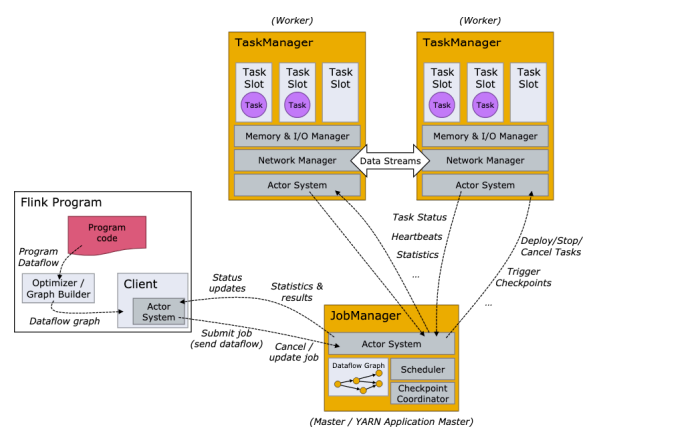 (Worker)
(Worker)
TaskManager
TaskManager
Task
Slot
Task
Task
Slot
Task
Task
Slot
Task
Slot
Task
Task
Slot
Task
Task
Slot
Memory & I/O Manager
Memory & I/O Manager
Network Manager
Data Streams
Network Manager
Actor System
Actor System
Flink Program
Program
code
Program
Dataflow
Optimizer /
Graph Builder
Dataflow graph
Client
Actor
System
Task Status
Heartbeats
Statistics
...
Deploy/Stop/
Cancel Tasks
Trigger
Checkpoints
...
Status
updates
Statistics &
results
Submit job
(send dataflow)
Cancel /
update job
JobManager
Actor System
Dataflow Graph
Scheduler
Checkpoint
Coordinator
(Master / YARN Application Master)